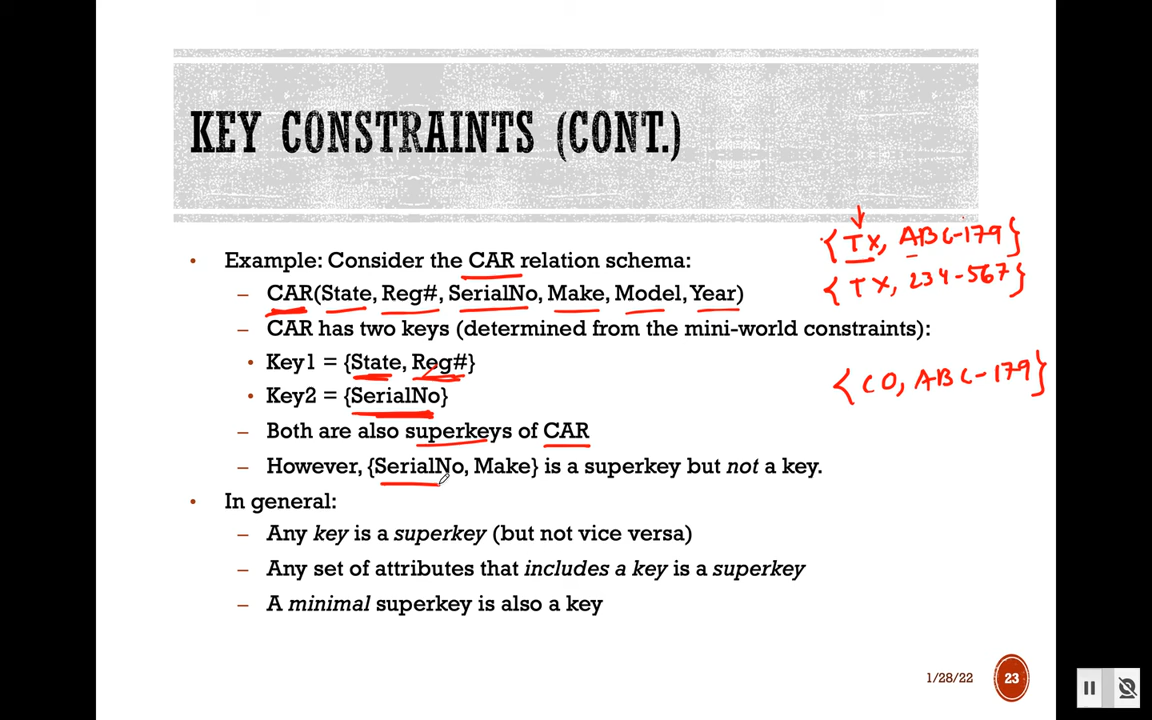 KEY CONSTRAINTS (CONT.)
{TX, ABC-179}
{TX, 234-567}
{CO, ABC-179}
• Example: Consider the CAR relation schema:
– CAR(State, Reg#, SerialNo, Make, Model, Year)
– CAR has two keys (determined from the mini-world constraints):
• Key1 = {State, Reg#}
• Key2 = {SerialNo}
– Both are also superkeys of CAR
– However, {SerialNo, Make} is a superkey but not a key.
• In general:
– Any key is a superkey (but not vice versa)
– Any set of attributes that includes a key is a superkey
– A minimal superkey is also a key
1/28/22
23